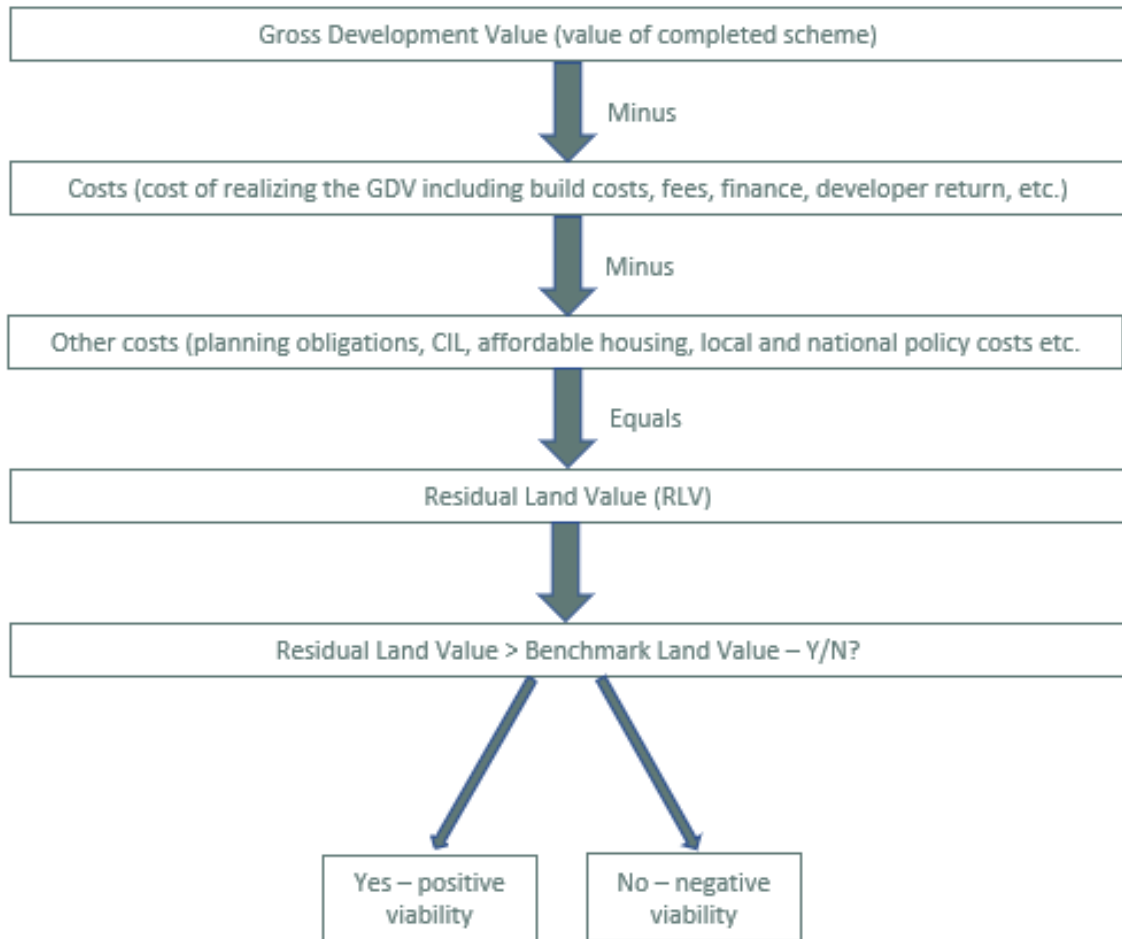 Gross Development Value (value of completed scheme)
Minus
Costs (cost of realizing the GDV including build costs, fees, finance, developer return, etc.)
Minus
Other costs (planning obligations, CIL, affordable housing, local and national policy costs etc.
Equals
Residual Land Value (RLV)
Residual Land Value > Benchmark Land Value – Y/N?
Yes – positive
viability
No – negative
viability